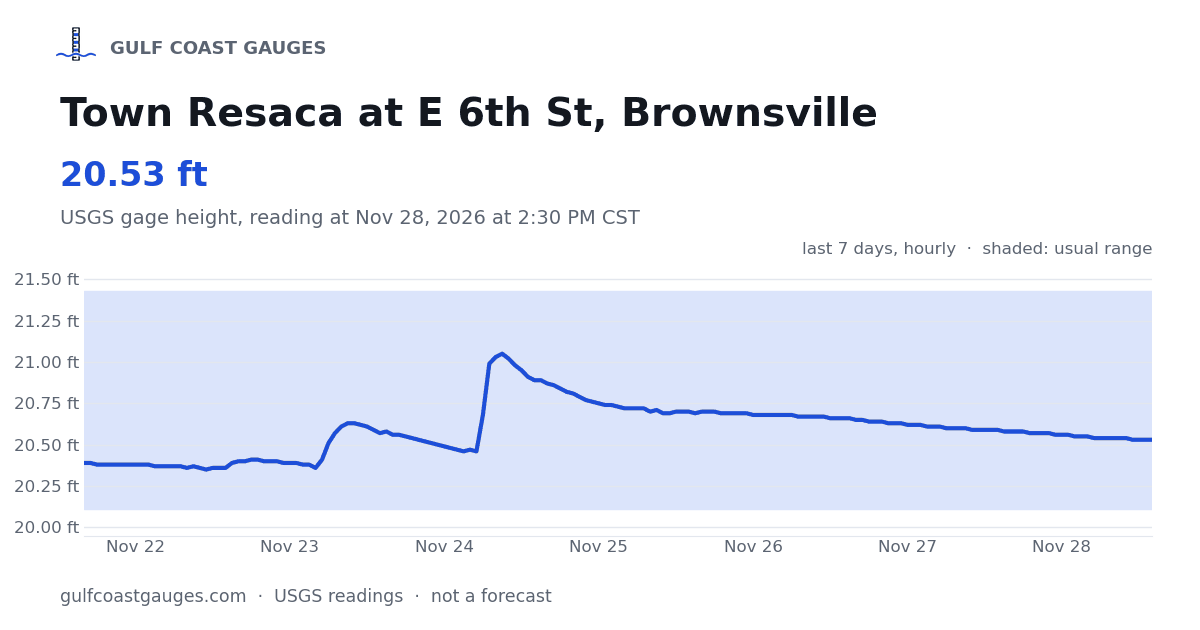 GULF COAST GAUGES
Town Resaca at E 6th St, Brownsville
20.53 ft
USGS gage height, reading at Nov 28, 2026 at 2:30 PM CST
last 7 days, hourly · shaded: usual range
21.50 ft
21.25 ft
21.00 ft
20.75 ft
20.50 ft
20.25 ft
20.00 ft
Nov 22 Nov 23 Nov 24 Nov 25 Nov 26 Nov 27 Nov 28
gulfcoastgauges.com · USGS readings · not a forecast